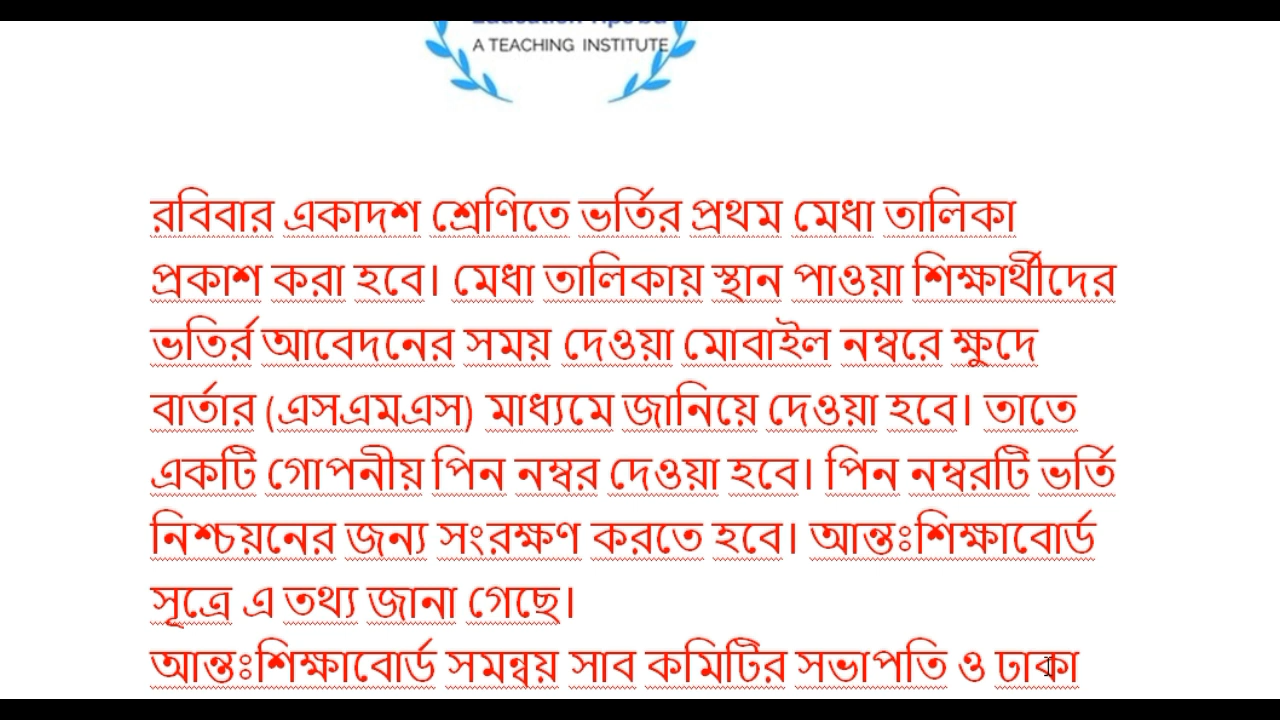 A TEACHING INSTITUTE
রবিবার একাদশ শ্রেণিতে ভর্তির প্রথম মেধা তালিকা
প্রকাশ করা হবে। মেধা তালিকায় স্থান পাওয়া শিক্ষার্থীদের
ভতির্র আবেদনের সময় দেওয়া মোবাইল নম্বরে ক্ষুদে
বার্তার (এসএমএস) মাধ্যমে জানিয়ে দেওয়া হবে। তাতে
একটি গোপনীয় পিন নম্বর দেওয়া হবে। পিন নম্বরটি ভর্তি
নিশ্চয়নের জন্য সংরক্ষণ করতে হবে। আন্তঃশিক্ষাবোর্ড
সূত্রে এ তথ্য জানা গেছে।
আন্তঃশিক্ষাবোর্ড সমন্বয় সাব কমিটির সভাপতি ও ঢাকা